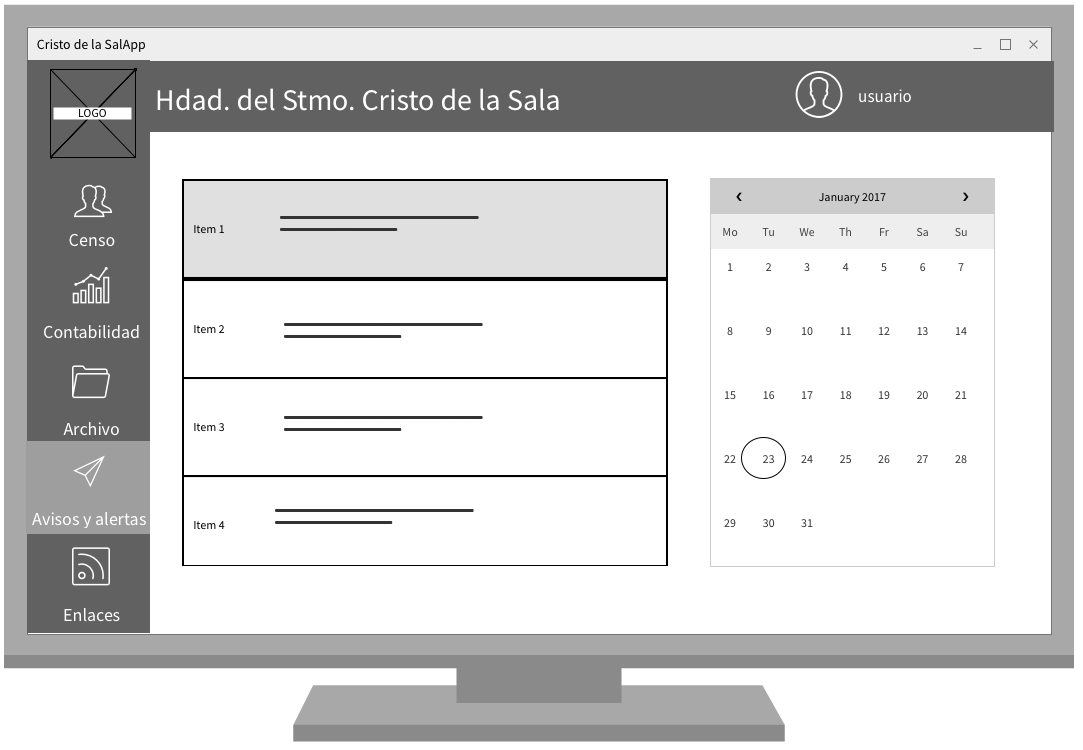 Cristo de la SalApp
LOGO
Hdad. del Stmo. Cristo de la Sala
usuario
Censo
Contabilidad
Archivo
Avisos y alertas
Enlaces
Item 1
Item 2
Item 3
Item 4
January 2017
Mo Tu We Th Fr Sa Su
1 2 3 4 5 6 7
8 9 10 11 12 13 14
15 16 17 18 19 20 21
22 23 24 25 26 27 28
29 30 31